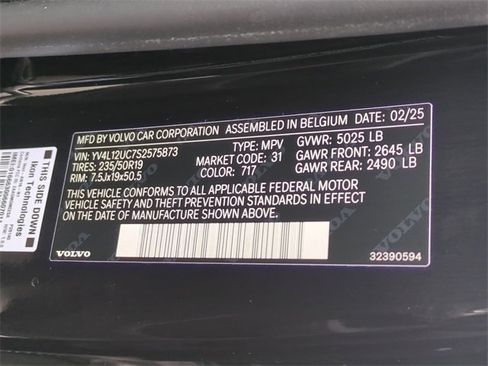 MFD BY VOLVO CAR CORPORATION ASSEMBLED IN BELGIUM 02/25
VIN: YV4L12UC7S2575873 TYPE: MPV GVWR: 5025 LB
TIRES: 235/50R19 MARKET CODE: 31 GAWR FRONT: 2645 LB
RIM: 7.5Jx19x50.5 COLOR: 717 GAWR REAR: 2490 LB
THIS VEHICLE CONFORMS TO ALL APPLICABLE FEDERAL MOTOR
VEHICLE SAFETY AND THEFT PREVENTION STANDARDS IN EFFECT
ON THE DATE OF MANUFACTURE SHOWN ABOVE.
VOLVO
32390594
THIS SIDE DOWN
Ikon Technologies